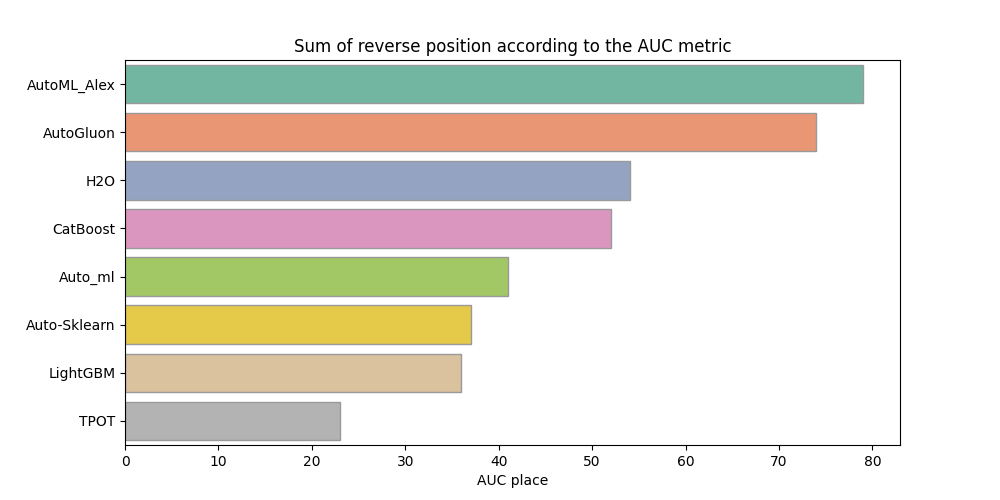 Sum of reverse position according to the AUC metric
AutoML_Alex
AutoGluon
H2O
CatBoost
Auto_ml
Auto-Sklearn
LightGBM
TPOT
0 10 20 30 40 50 60 70 80
AUC place